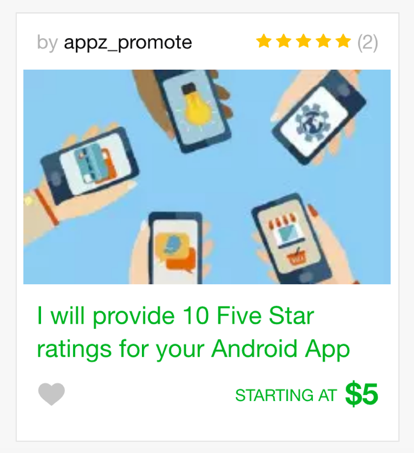 by appz_promote (2)
I will provide 10 Five Star
ratings for your Android App
STARTING AT $5